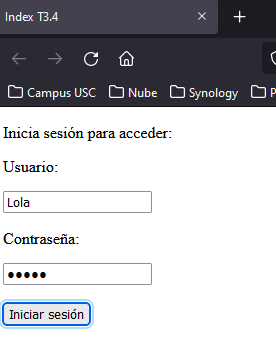 Index T3.4
Campus USC Nube Synology P
Inicia sesión para acceder:
Usuario:
Lola
Contraseña:
●●●●●
Iniciar sesión